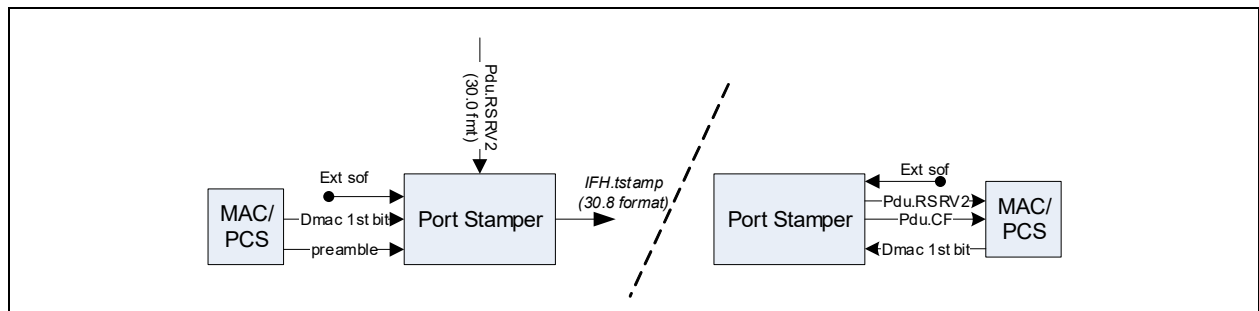 Pdu.RSRV2
(30.0 fmt)
Ext sof
MAC/
PCS
Dmac 1st bit
preamble
Port Stamper
IFH.tstamp
(30.8 format)
Port Stamper
Ext sof
Pdu.RSRV2
Pdu.CF
Dmac 1st bit
MAC/
PCS